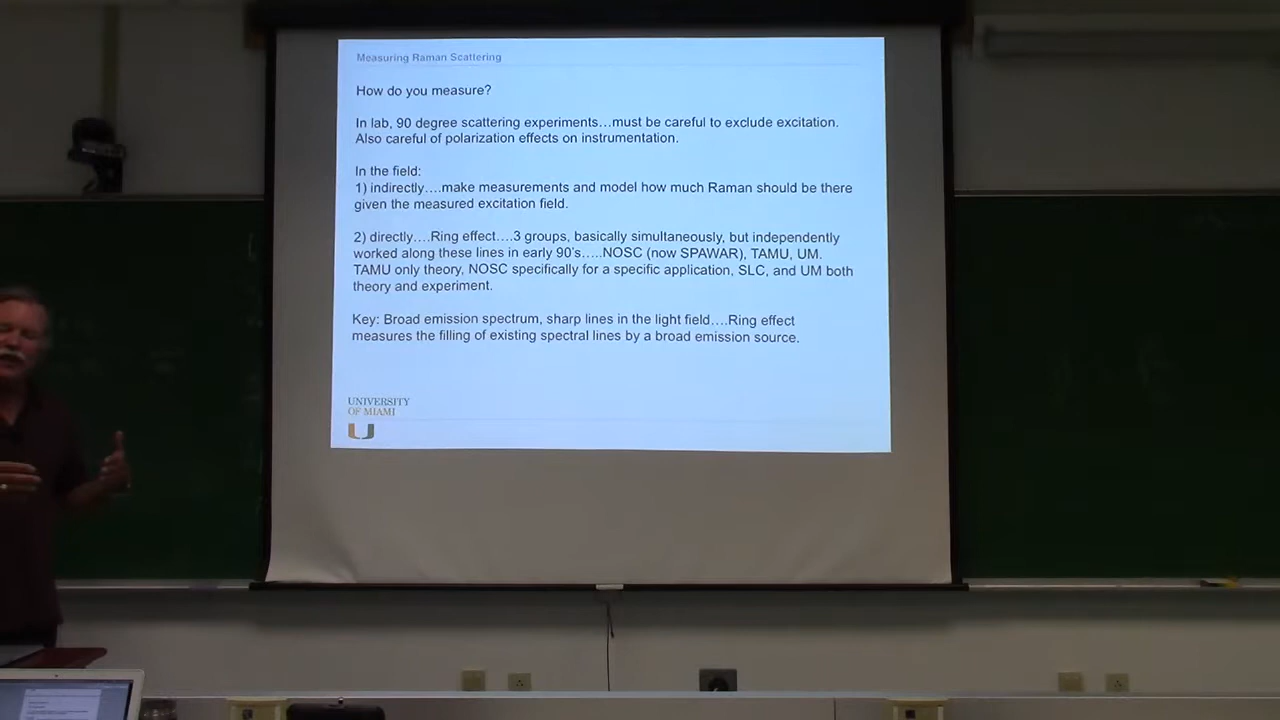 Measuring Raman Scattering
How do you measure?
In lab, 90 degree scattering experiments…must be careful to exclude excitation.
Also careful of polarization effects on instrumentation.
In the field:
1) indirectly….make measurements and model how much Raman should be there
given the measured excitation field.
2) directly….Ring effect….3 groups, basically simultaneously, but independently
worked along these lines in early 90's…..NOSC (now SPAWAR), TAMU, UM.
TAMU only theory, NOSC specifically for a specific application, SLC, and UM both
theory and experiment.
Key: Broad emission spectrum, sharp lines in the light field….Ring effect
measures the filling of existing spectral lines by a broad emission source.
UNIVERSITY
OF MIAMI